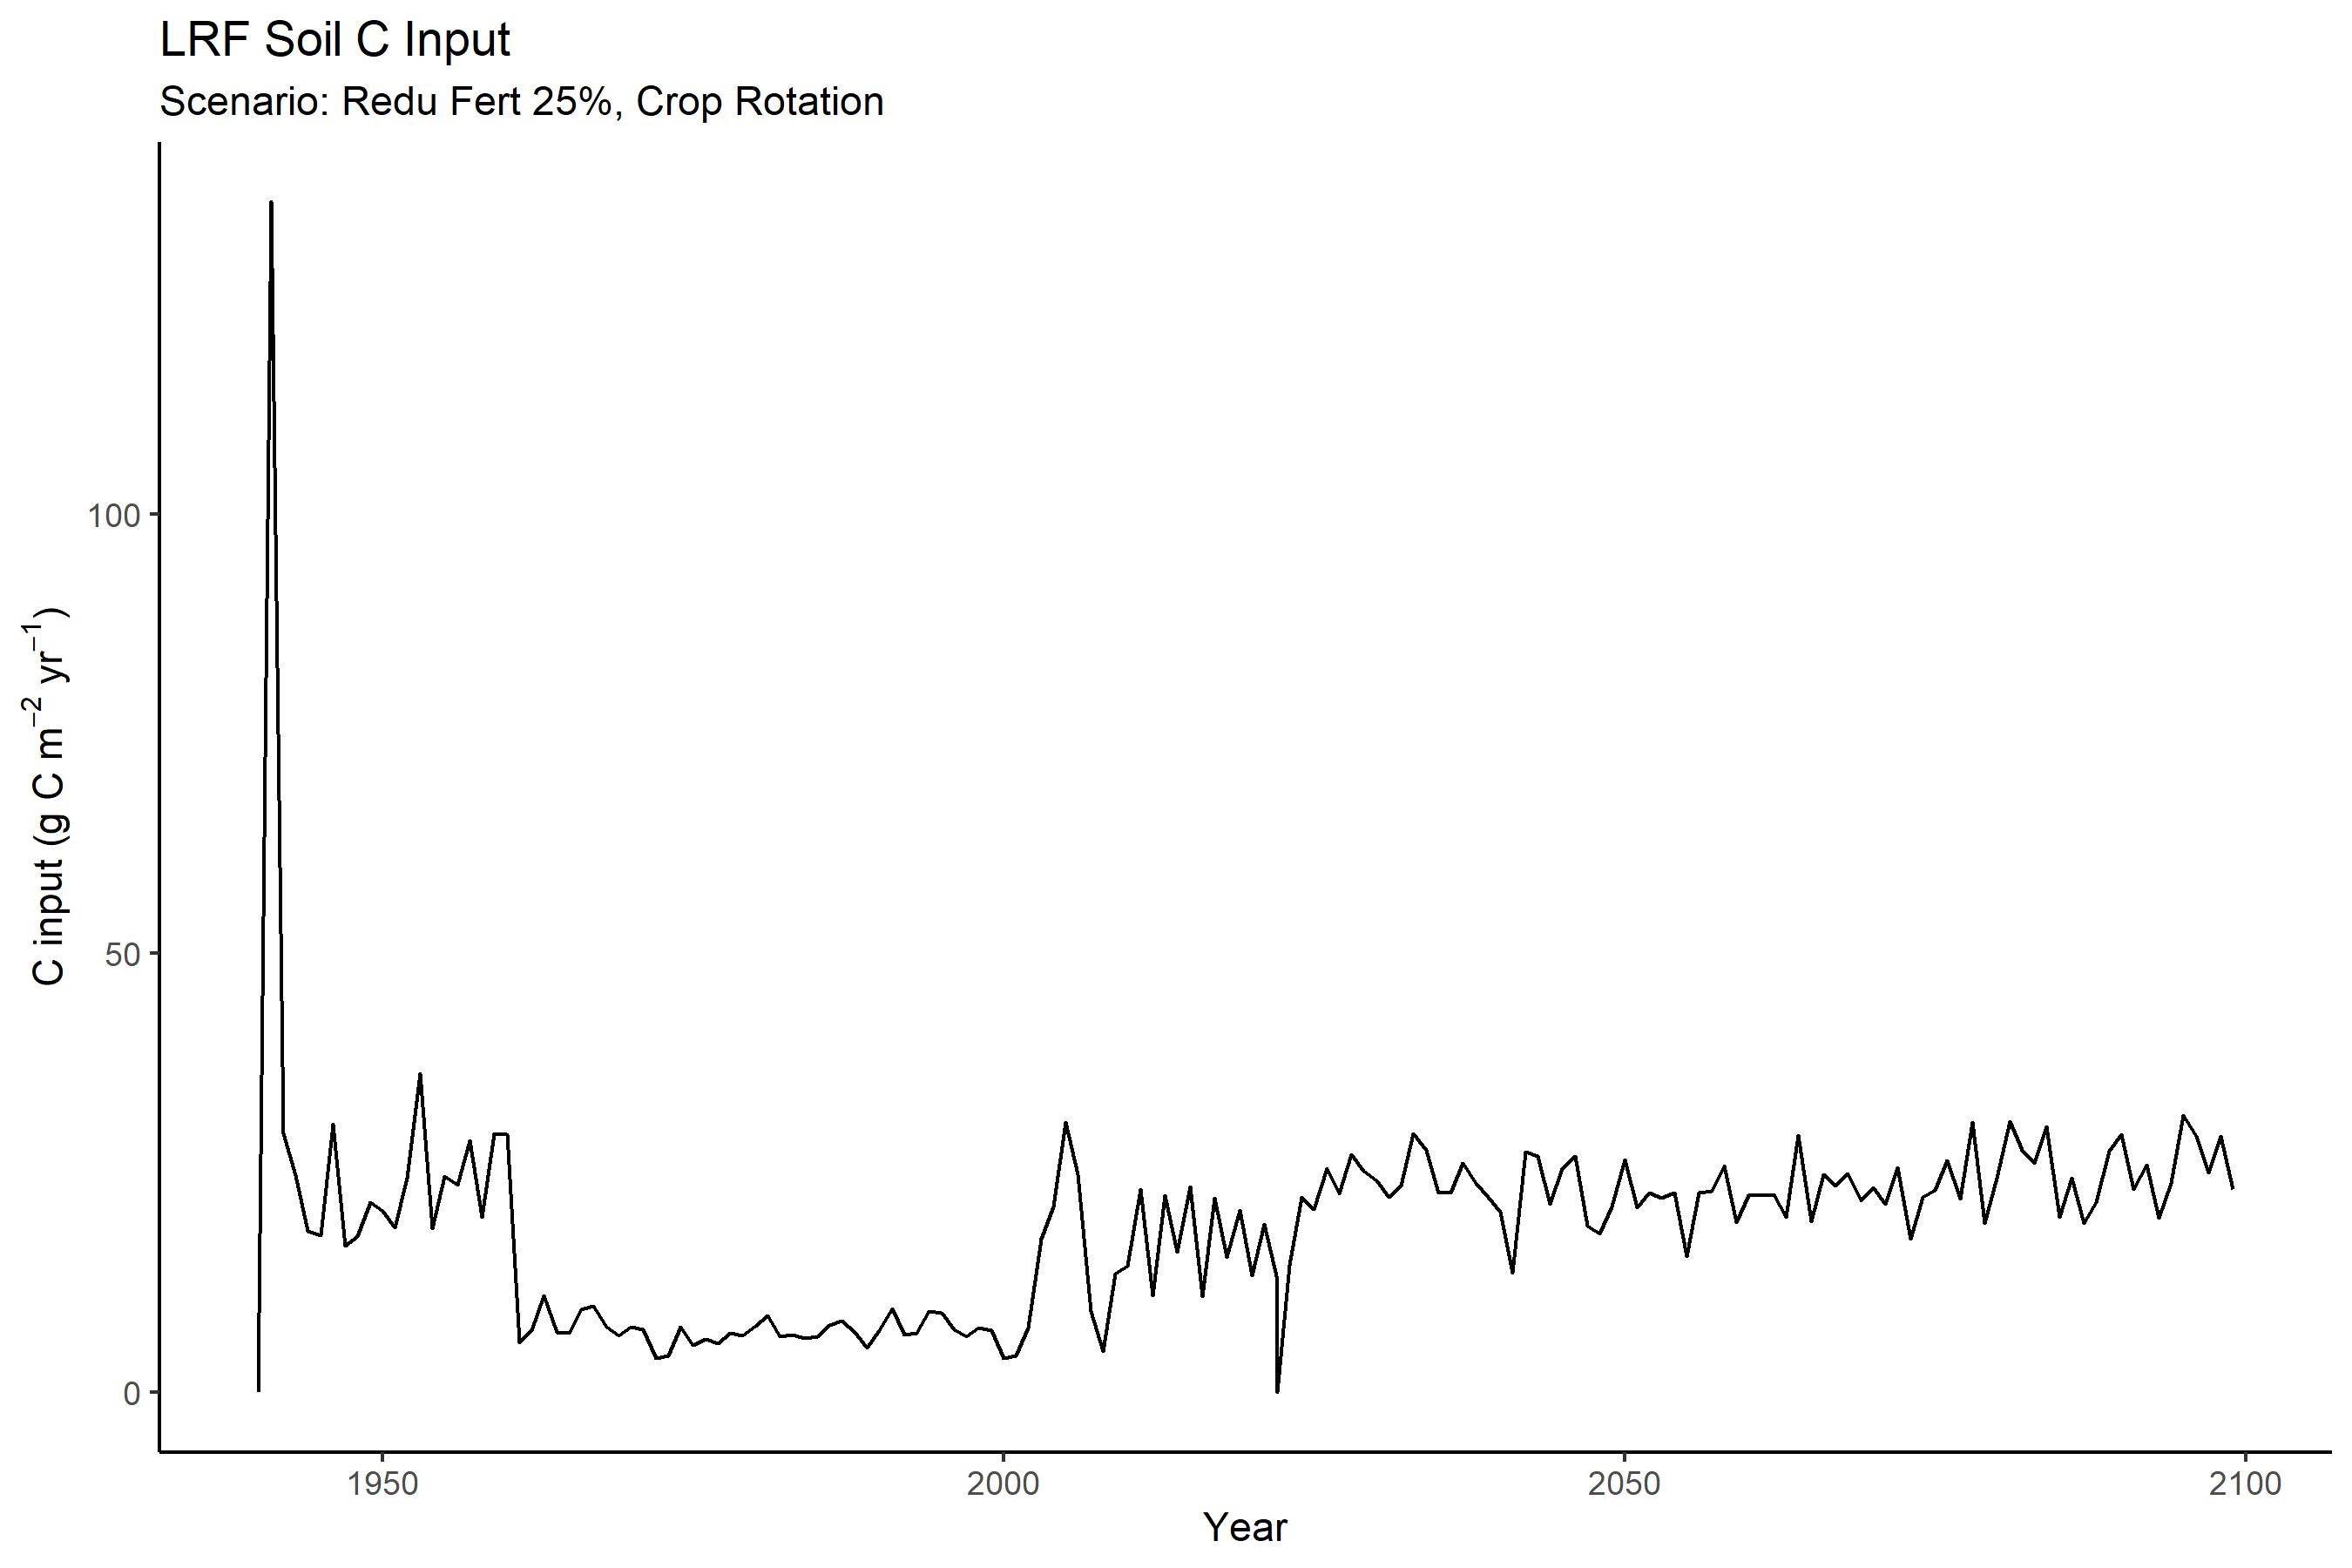 LRF Soil C Input
Scenario: Redu Fert 25%, Crop Rotation
C input (g C m⁻² yr⁻¹)
100
50
0
1950
2000
2050
2100
Year